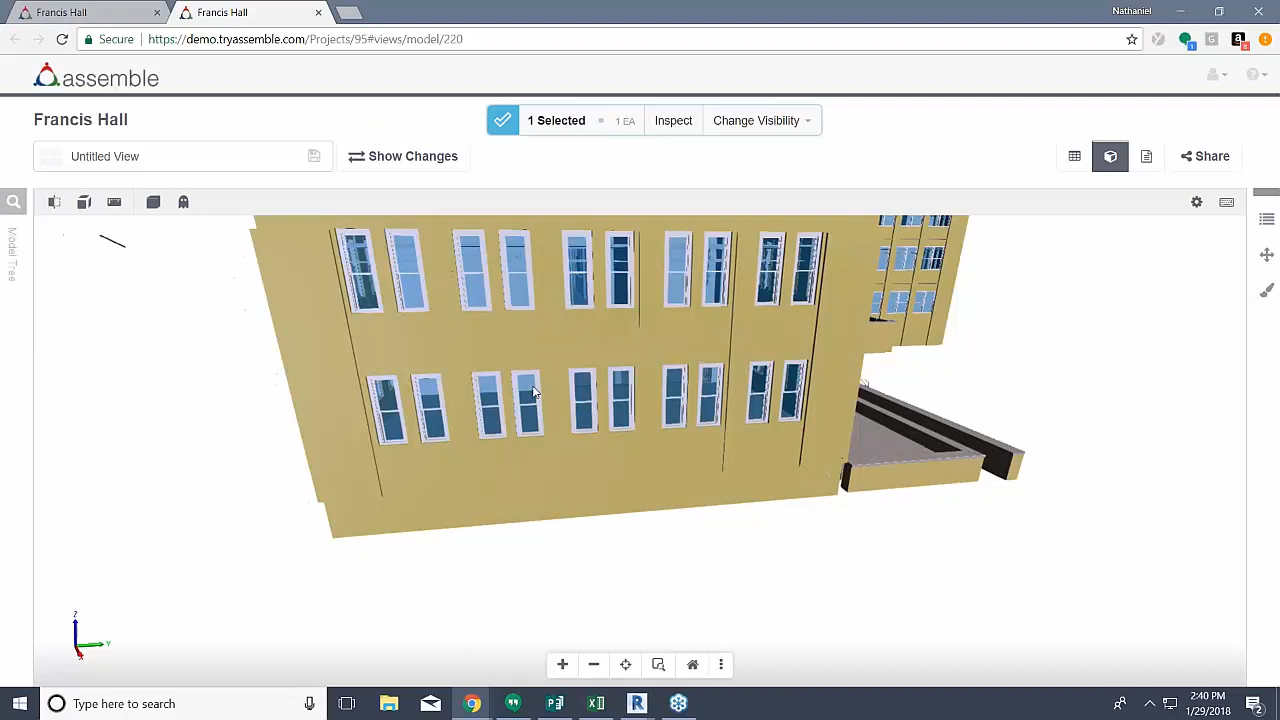 Francis Hall
Francis Hall
Nathaniel
Secure
https://demo.tryassemble.com/Projects/95#views/model/220
assemble
Francis Hall
1 Selected
1 EA
Inspect
Change Visibility
Untitled View
Show Changes
Share
Model Tree
Z
Y
X
Type here to search
2:40 PM
1/29/2018
2